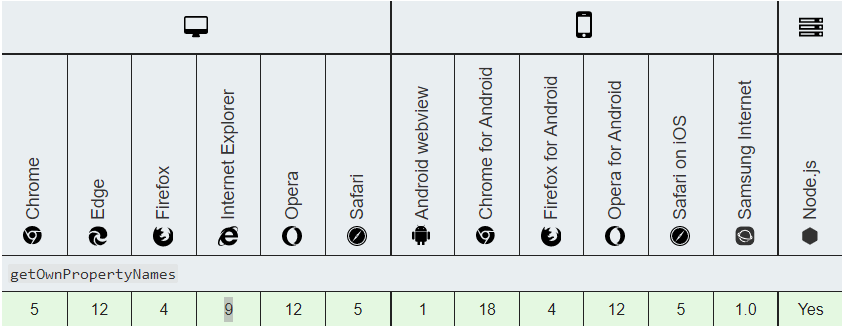 Chrome
Edge
Firefox
Internet Explorer
Opera
Safari
Android webview
Chrome for Android
Firefox for Android
Opera for Android
Safari on iOS
Samsung Internet
Node.js
getOwnPropertyNames
5 12 4 9 12 5 1 18 4 12 5 1.0 Yes